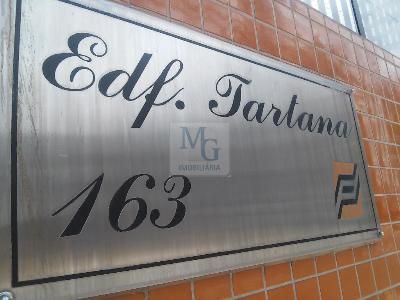 Edf. Tartana
MG
IMOBILIÁRIA
163